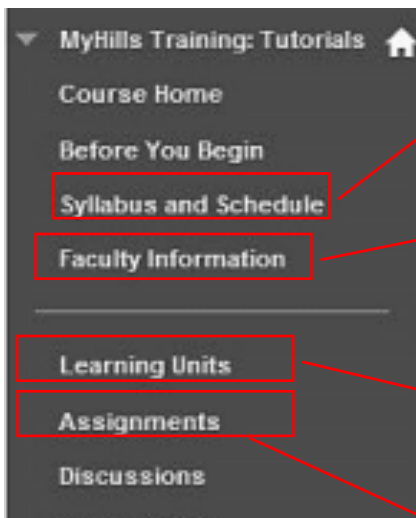 MyHills Training: Tutorials
Course Home
Before You Begin
Syllabus and Schedule
Faculty Information
Learning Units
Assignments
Discussions